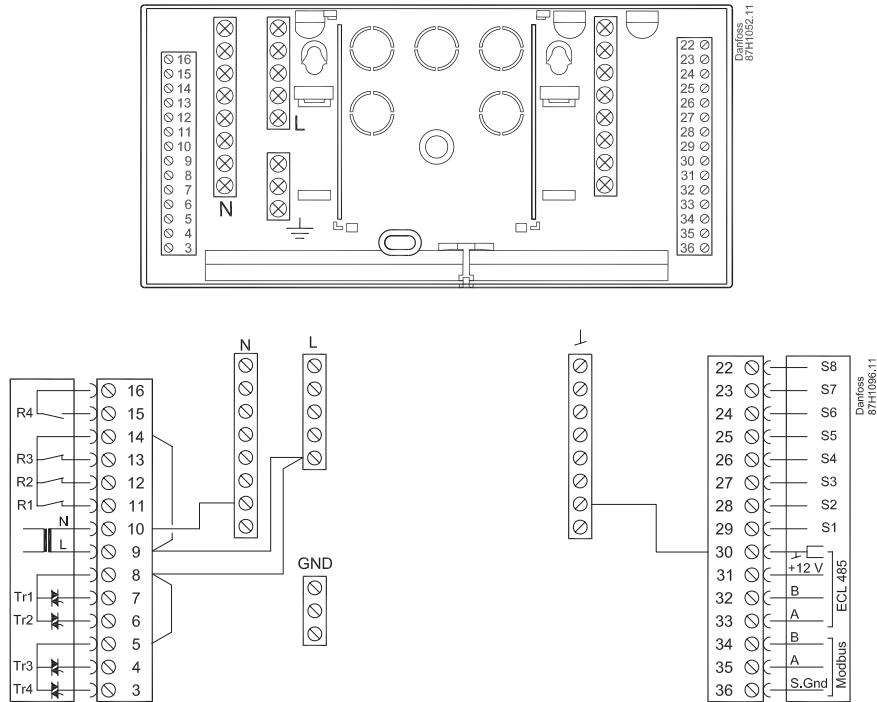 Danfoss
87H1052.11
16
15
14
13
12
11
10
9
8
7
6
5
4
3
N
L
22
23
24
25
26
27
28
29
30
31
32
33
34
35
36
N
L
GND
R4
R3
R2
R1
N
L
Tr1
Tr2
Tr3
Tr4
16
15
14
13
12
11
10
9
8
7
6
5
4
3
22 S8
23 S7
24 S6
25 S5
26 S4
27 S3
28 S2
29 S1
30
31 +12 V
32 B
33 A
34 B
35 A
36 S.Gnd
ECL 485
Modbus
Danfoss
87H1096.11